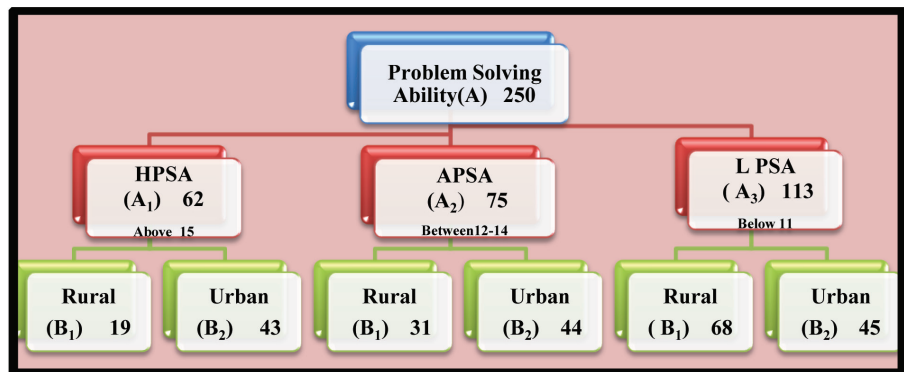 Problem Solving
Ability(A) 250
HPSA
(A₁) 62
Above 15
APSA
(A₂) 75
Between12-14
L PSA
( A₃) 113
Below 11
Rural
(B₁) 19
Urban
(B₂) 43
Rural
(B₁) 31
Urban
(B₂) 44
Rural
( B₁) 68
Urban
(B₂) 45